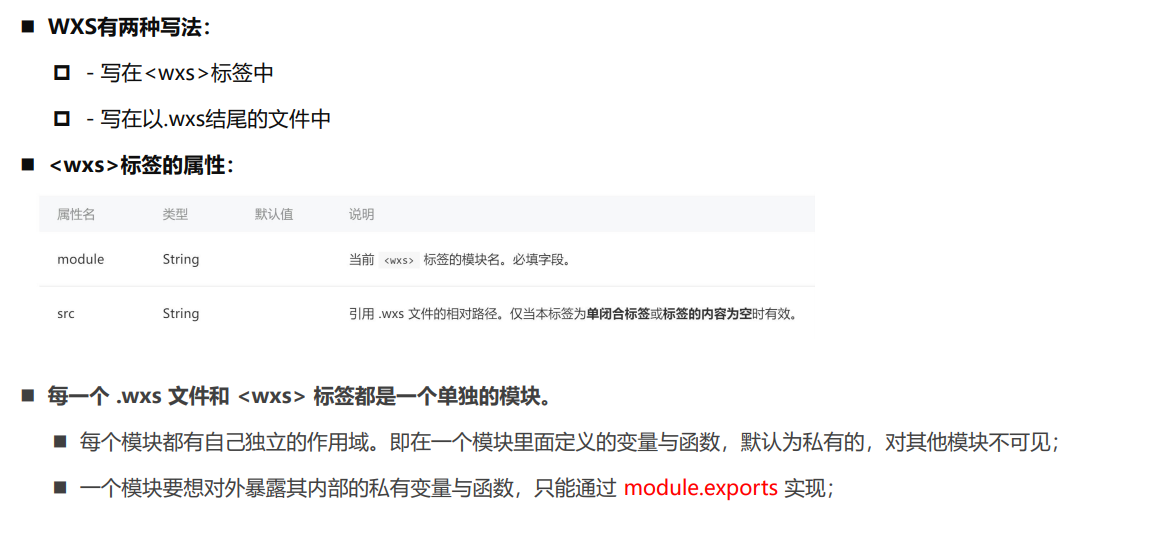 WXS有两种写法：
- 写在<wxs>标签中
- 写在以.wxs结尾的文件中
<wxs>标签的属性：
属性名 类型 默认值 说明
module String 当前 <wxs> 标签的模块名。必填字段。
src String 引用 .wxs 文件的相对路径。仅当本标签为单闭合标签或标签的内容为空时有效。
每一个 .wxs 文件和 <wxs> 标签都是一个单独的模块。
每个模块都有自己独立的作用域。即在一个模块里面定义的变量与函数，默认为私有的，对其他模块不可见；
一个模块要想对外暴露其内部的私有变量与函数，只能通过 module.exports 实现；